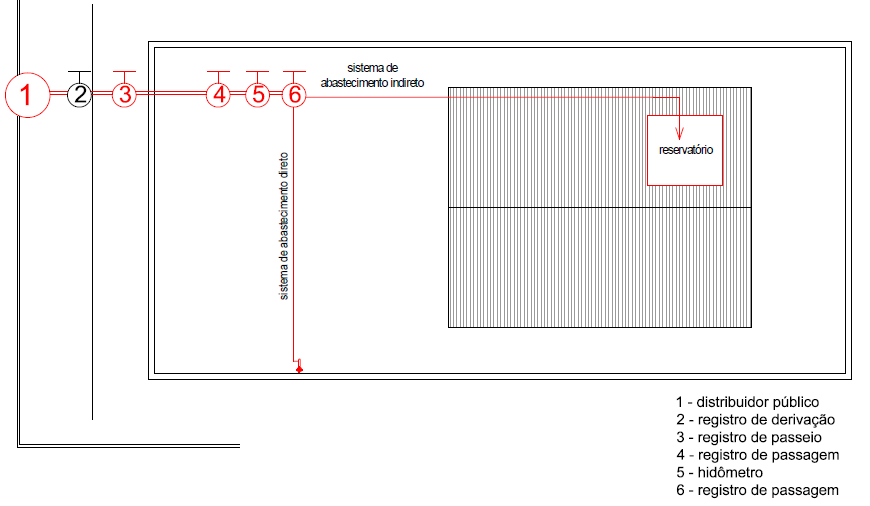 sistema de
abastecimento indireto
1
2
3
4
5
6
reservatório
sistema de abastecimento direto
1 - distribuidor público
2 - registro de derivação
3 - registro de passeio
4 - registro de passagem
5 - hidômetro
6 - registro de passagem